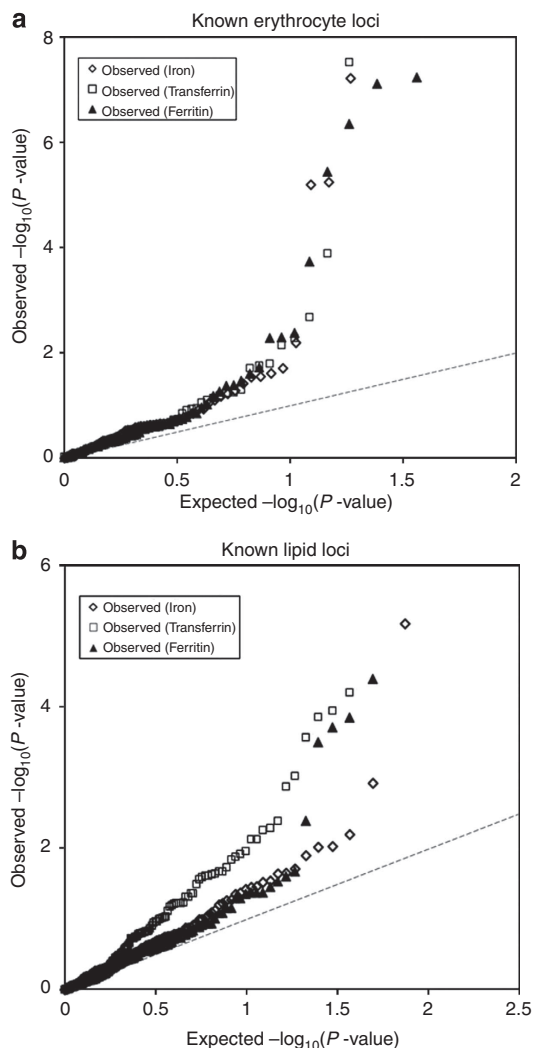 a
Known erythrocyte loci
8
Observed (Iron)
Observed (Transferrin)
Observed (Ferritin)
6
4
2
0
Observed –log10(P -value)
0 0.5 1 1.5 2
Expected –log10(P -value)
b
Known lipid loci
6
Observed (Iron)
Observed (Transferrin)
Observed (Ferritin)
4
2
0
Observed –log10(P -value)
0 0.5 1 1.5 2 2.5
Expected –log10(P -value)